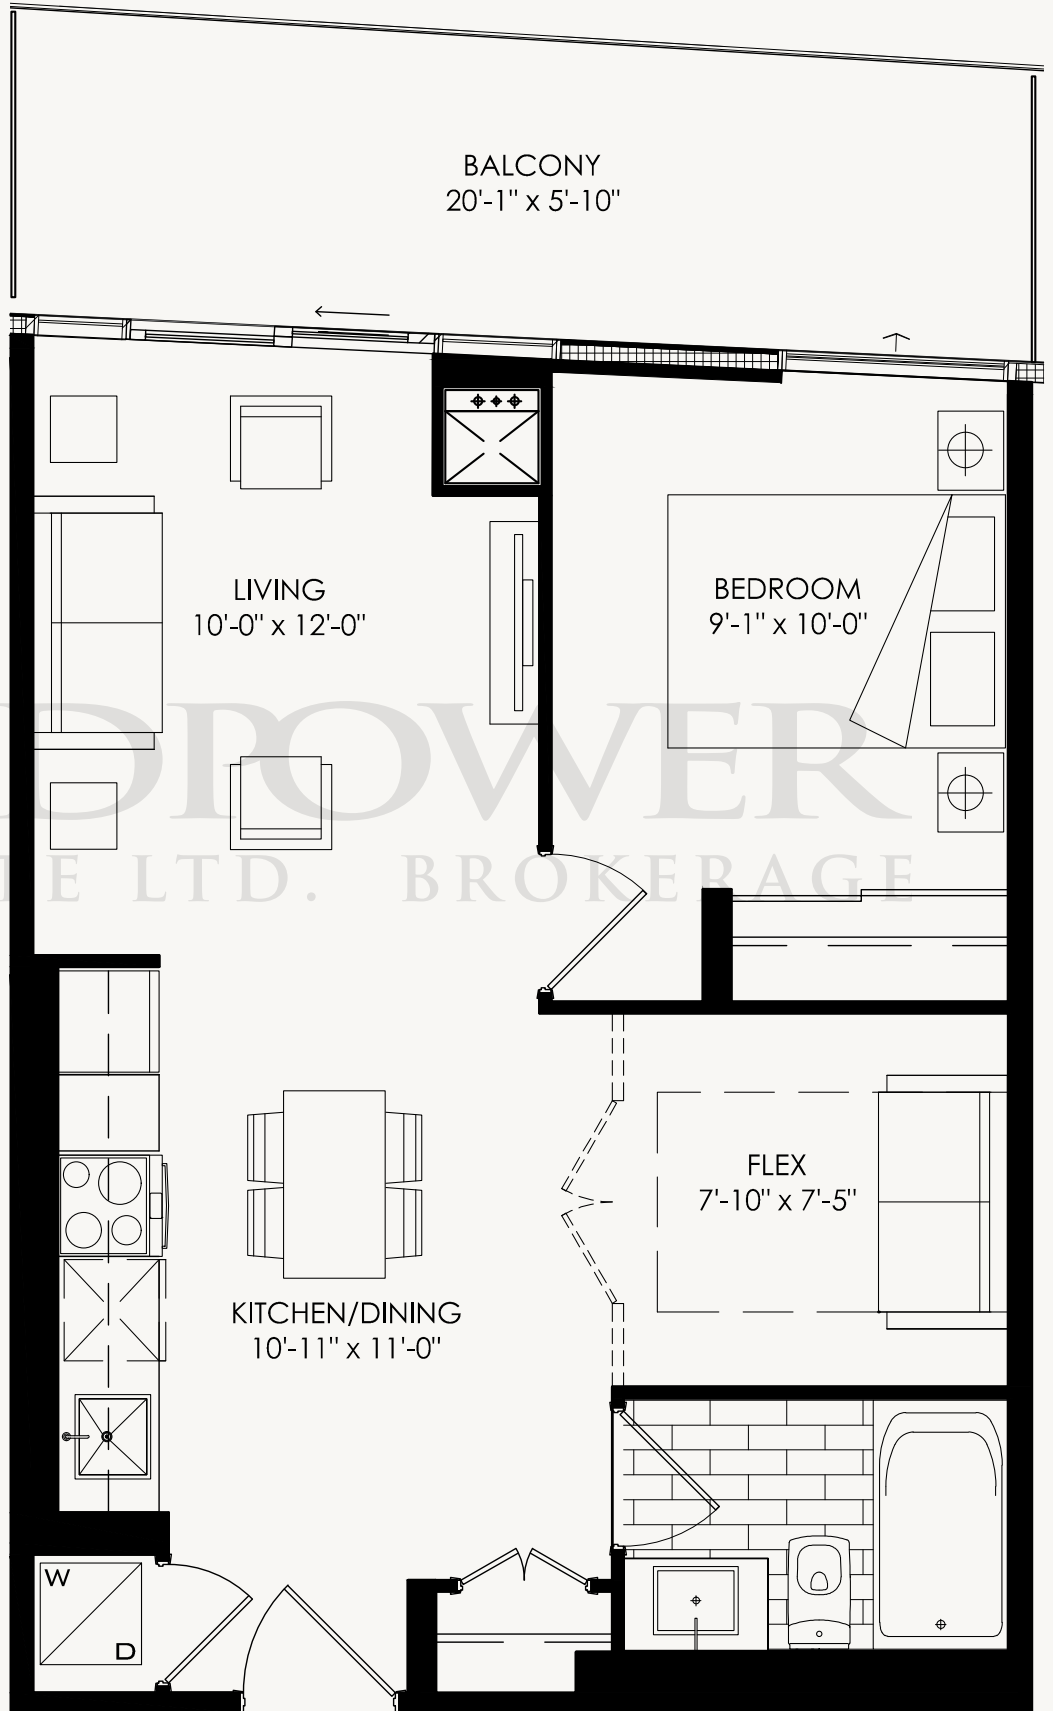 BALCONY
20'-1" x 5'-10"
LIVING
10'-0" x 12'-0"
BEDROOM
9'-1" x 10'-0"
DPOWER
E LTD. BROKERAGE
FLEX
7'-10" x 7'-5"
KITCHEN/DINING
10'-11" x 11'-0"
W
D